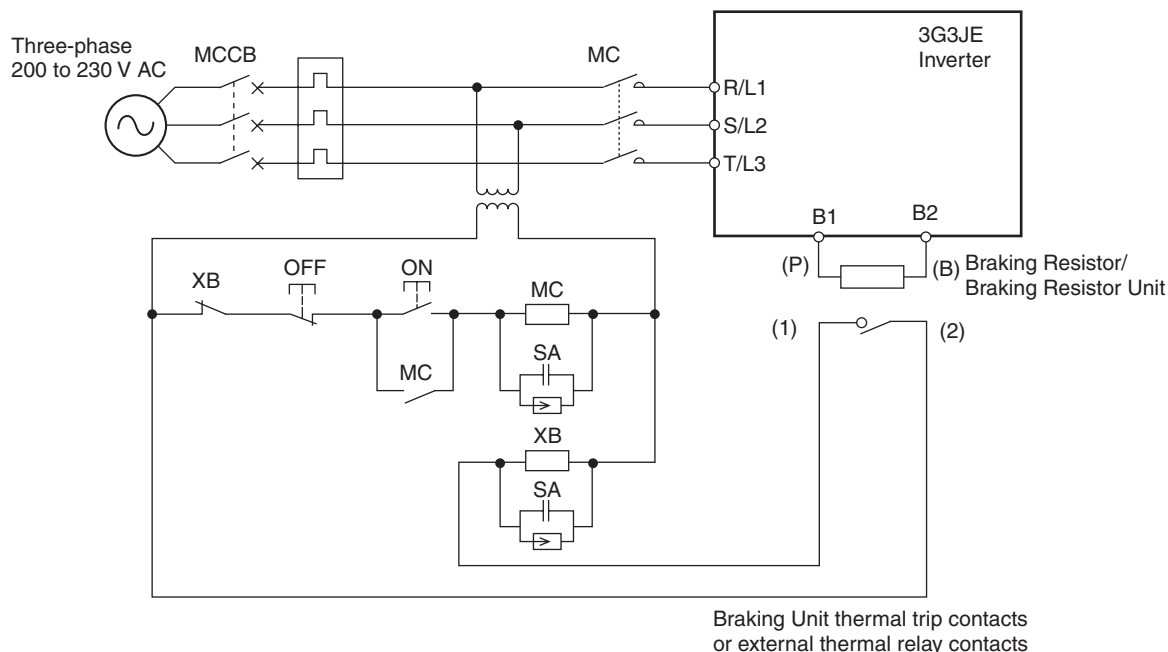 Three-phase
200 to 230 V AC
MCCB
MC
3G3JE
Inverter
R/L1
S/L2
T/L3
B1
B2
(P)
(B)
Braking Resistor/
Braking Resistor Unit
XB
OFF
ON
MC
(1)
(2)
SA
MC
XB
SA
Braking Unit thermal trip contacts
or external thermal relay contacts